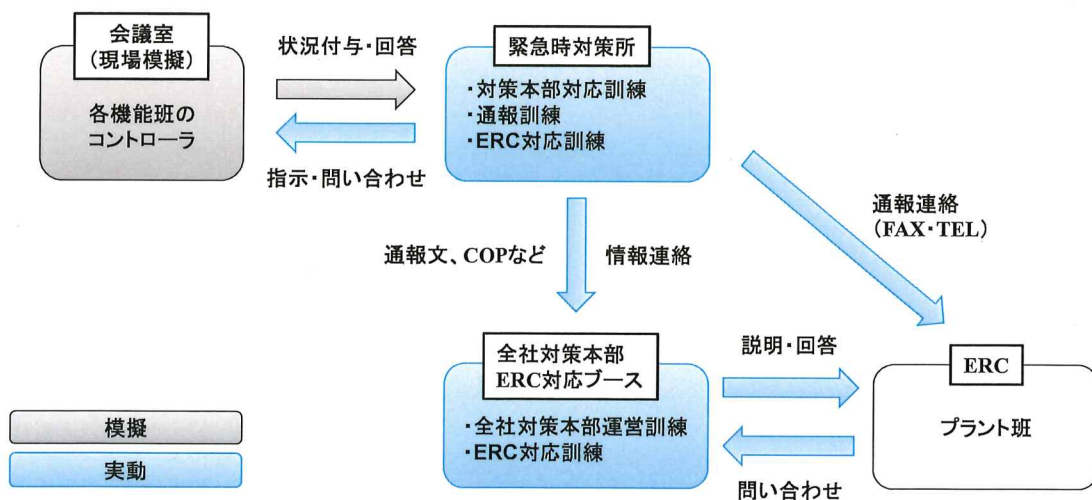 会議室
(現場模擬)
各機能班の
コントローラ
状況付与・回答
指示・問い合わせ
緊急時対策所
・対策本部対応訓練
・通報訓練
・ERC対応訓練
通報連絡
(FAX・TEL)
通報文、COPなど
情報連絡
全社対策本部
ERC対応ブース
・全社対策本部運営訓練
・ERC対応訓練
説明・回答
問い合わせ
ERC
プラント班
模擬
実動